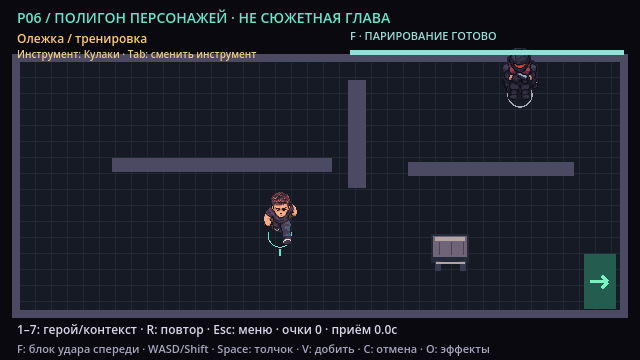 P06 / ПОЛИГОН ПЕРСОНАЖЕЙ · НЕ СЮЖЕТНАЯ ГЛАВА
Олежка / тренировка
F · ПАРИРОВАНИЕ ГОТОВО
Инструмент: Кулаки · Tab: сменить инструмент
1–7: герой/контекст · R: повтор · Esc: меню · очки 0 · приём 0.0с
F: блок удара спереди · WASD/Shift · Space: толчок · V: добить · C: отмена · O: эффекты